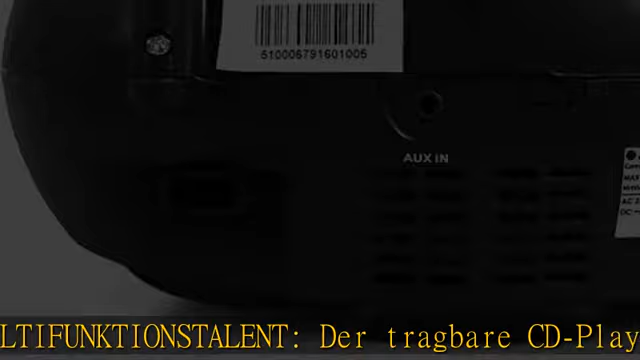 510006791601005
AUX IN
LTIFUNKTIONSTALENT: Der tragbare CD-Play